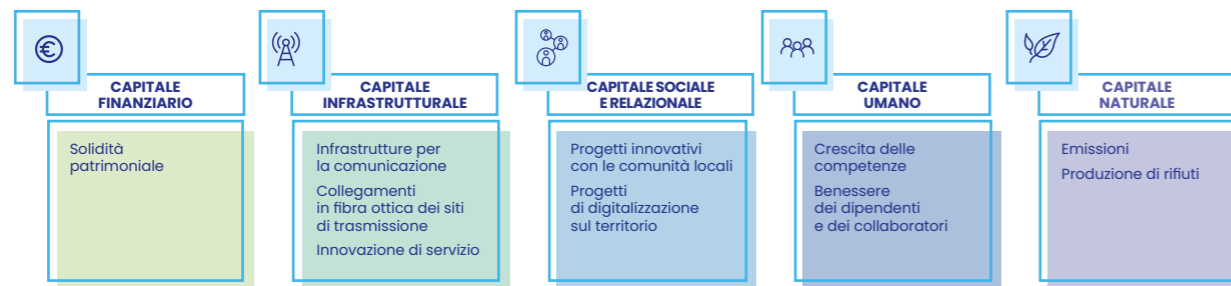 CAPITALE
FINANZIARIO
Solidità
patrimoniale
CAPITALE
INFRASTRUTTURALE
Infrastrutture per
la comunicazione
Collegamenti
in fibra ottica dei siti
di trasmissione
Innovazione di servizio
CAPITALE SOCIALE
E RELAZIONALE
Progetti innovativi
con le comunità locali
Progetti
di digitalizzazione
sul territorio
CAPITALE
UMANO
Crescita delle
competenze
Benessere
dei dipendenti
e dei collaboratori
CAPITALE
NATURALE
Emissioni
Produzione di rifiuti